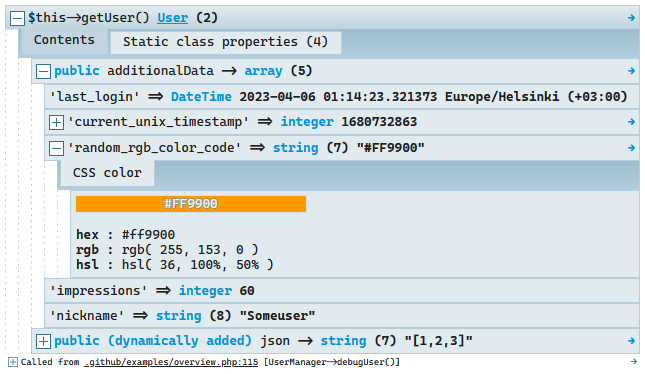 $this->getUser() User (2)
Contents Static class properties (4)
public additionalData -> array (5)
'last_login' => DateTime 2023-04-06 01:14:23.321373 Europe/Helsinki (+03:00)
'current_unix_timestamp' => integer 1680732863
'random_rgb_color_code' => string (7) "#FF9900"
CSS color
#FF9900
hex : #ff9900
rgb : rgb( 255, 153, 0 )
hsl : hsl( 36, 100%, 50% )
'impressions' => integer 60
'nickname' => string (8) "Someuser"
public (dynamically added) json -> string (7) "[1,2,3]"
Called from .github/examples/overview.php:115 [UserManager->debugUser()]